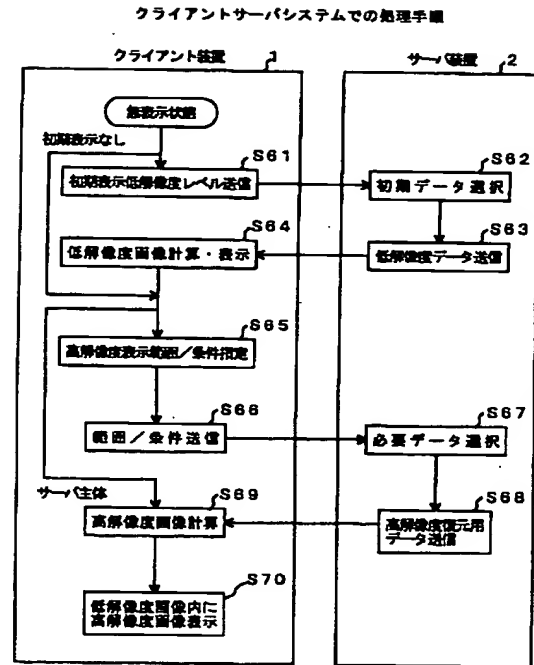 クライアントサーバシステムでの処理手順
クライアント装置
1
サーバ装置
2
無表示状態
初期表示なし
S61
初期表示低解像度レベル送信
S62
初期データ選択
S63
低解像度データ送信
S64
低解像度画像計算・表示
S65
高解像度表示範囲/条件指定
S66
範囲/条件送信
S67
必要データ選択
S68
高解像度復元用
データ送信
サーバ主体
S69
高解像度画像計算
S70
低解像度画像内に
高解像度画像表示